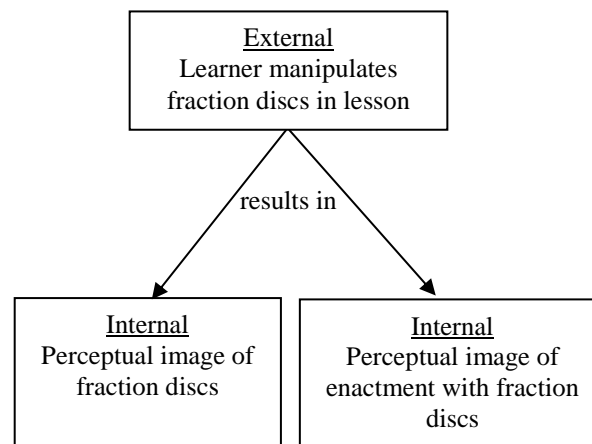 External
Learner manipulates
fraction discs in lesson
results in
Internal
Perceptual image of
fraction discs
Internal
Perceptual image of
enactment with fraction
discs